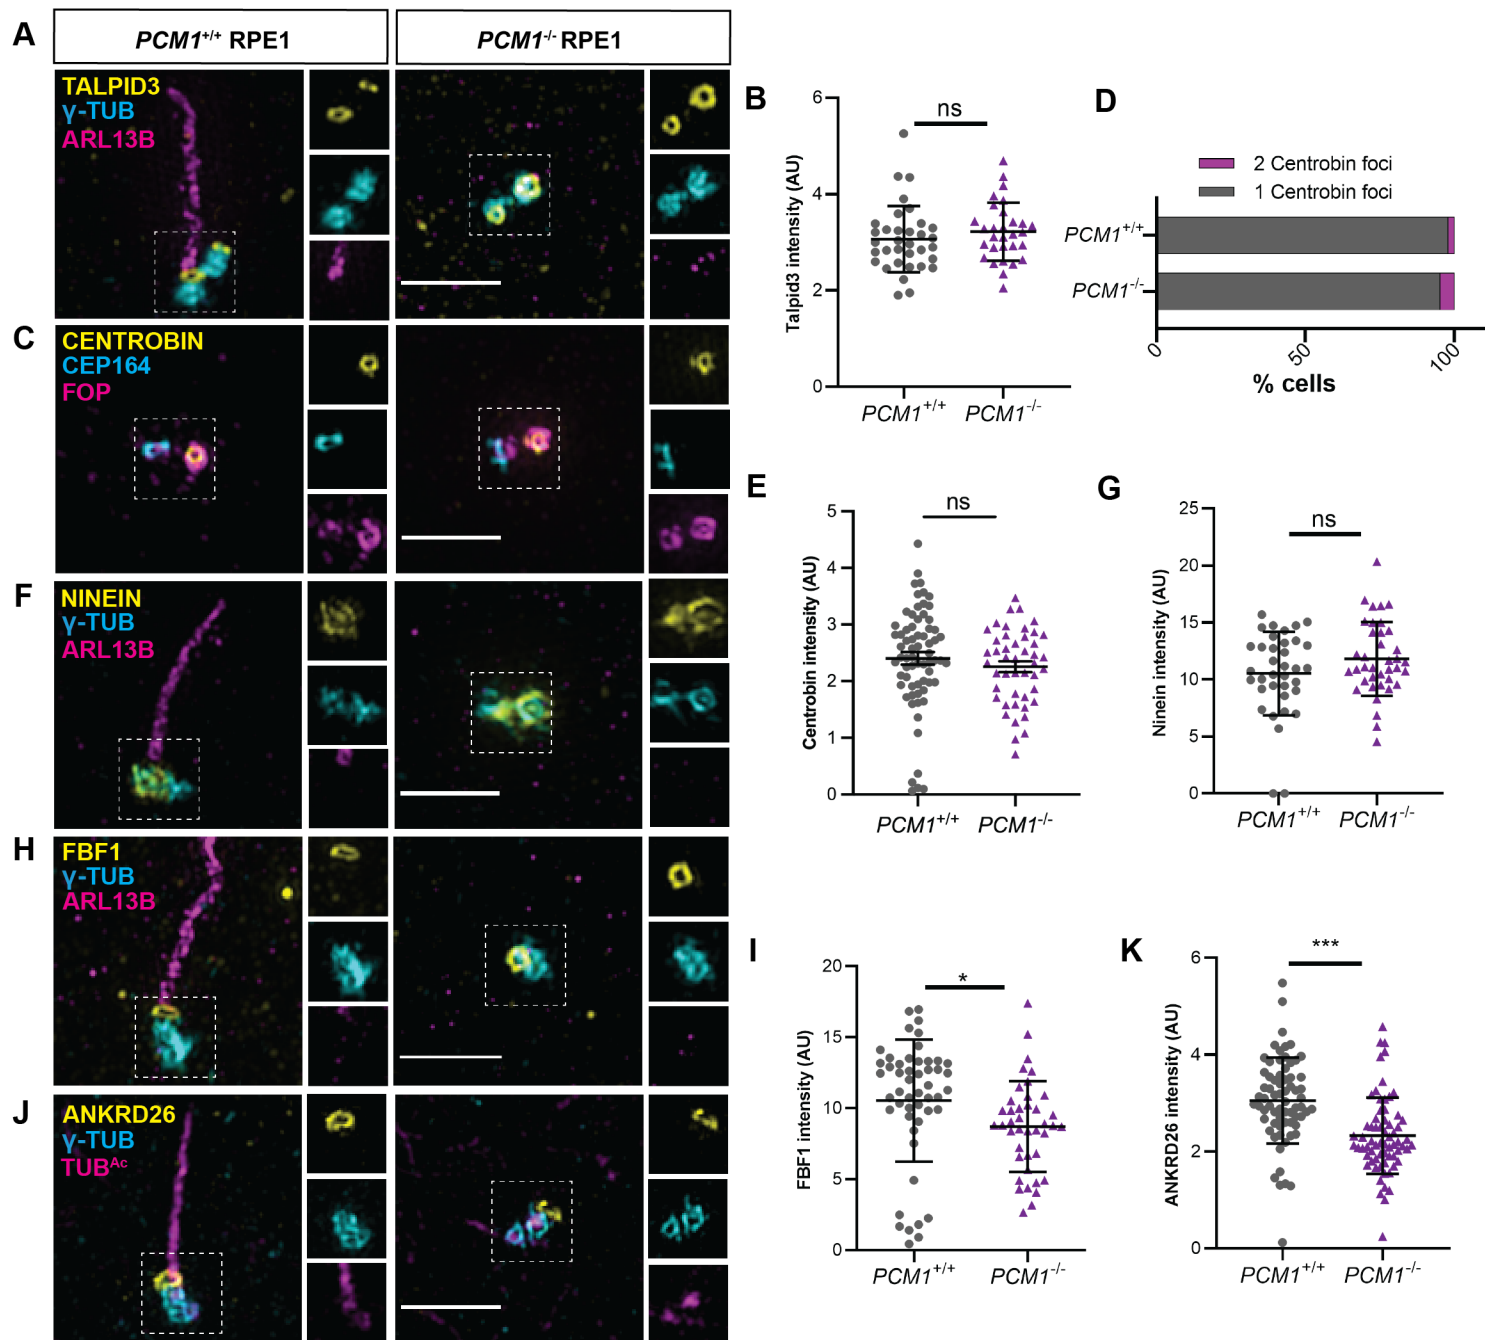 A
PCM1+/+ RPE1
PCM1-/- RPE1
TALPID3
γ-TUB
ARL13B
B
6
4
2
0
Talpid3 intensity (AU)
ns
PCM1+/+
PCM1-/-
D
2 Centrobin foci
1 Centrobin foci
PCM1+/+
PCM1-/-
0
50
100
% cells
C
CENTROBIN
CEP164
FOP
E
5
4
3
2
1
0
Centrobin intensity (AU)
ns
PCM1+/+
PCM1-/-
G
25
20
15
10
5
0
Ninein intensity (AU)
ns
PCM1+/+
PCM1-/-
F
NINEIN
γ-TUB
ARL13B
H
FBF1
γ-TUB
ARL13B
I
20
15
10
5
0
FBF1 intensity (AU)
*
PCM1+/+
PCM1-/-
K
6
4
2
0
ANKRD26 intensity (AU)
***
PCM1+/+
PCM1-/-
J
ANKRD26
γ-TUB
TUBAc